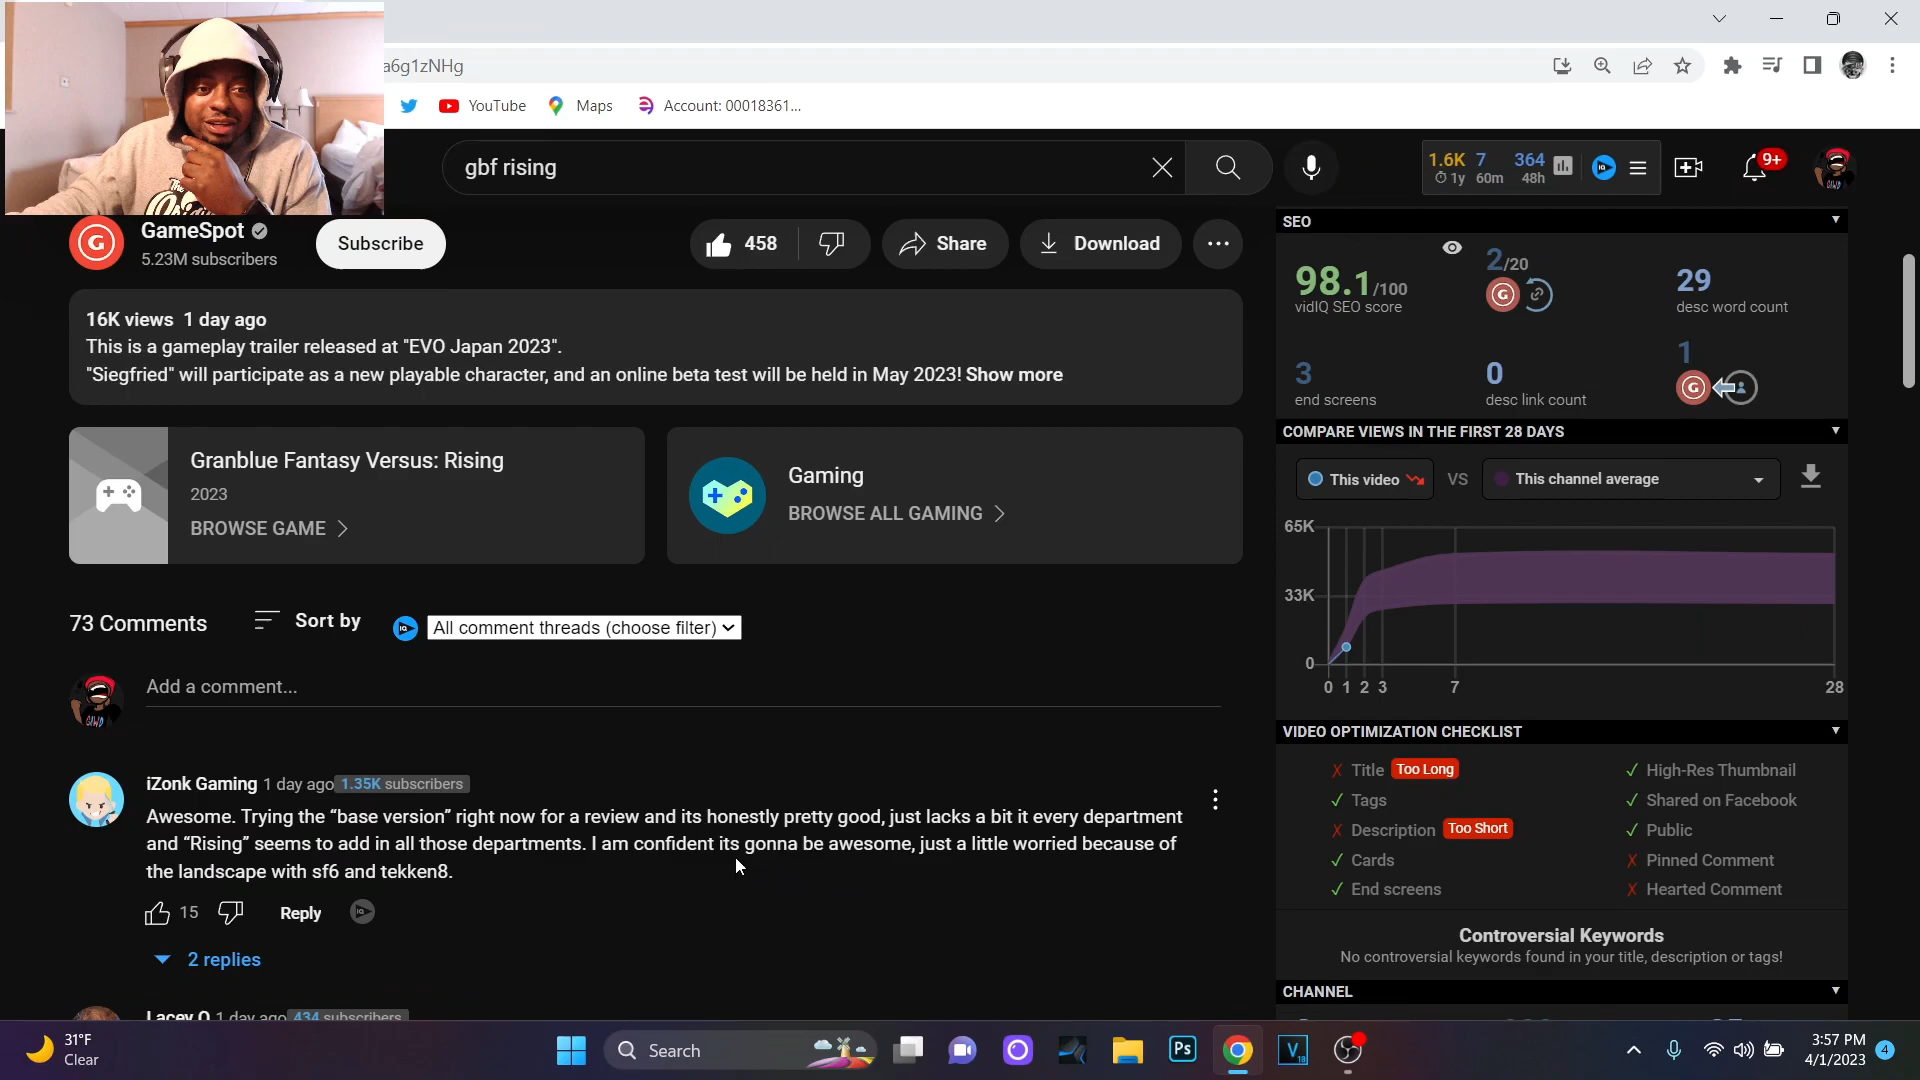 a6g1zNHg
YouTube Maps Account: 00018361...
gbf rising
1.6K 7 364
1y 60m 48h
9+
GameSpot
5.23M subscribers
Subscribe
458 Share Download
16K views 1 day ago
This is a gameplay trailer released at "EVO Japan 2023".
"Siegfried" will participate as a new playable character, and an online beta test will be held in May 2023! Show more
Granblue Fantasy Versus: Rising
2023
BROWSE GAME
Gaming
BROWSE ALL GAMING
73 Comments Sort by All comment threads (choose filter)
Add a comment...
iZonk Gaming 1 day ago 1.35K subscribers
Awesome. Trying the “base version” right now for a review and its honestly pretty good, just lacks a bit it every department
and “Rising” seems to add in all those departments. I am confident its gonna be awesome, just a little worried because of
the landscape with sf6 and tekken8.
15 Reply
2 replies
Lacey O 1 day ago 434 subscribers
SEO
98.1/100
vidIQ SEO score
2/20
29
desc word count
3
end screens
0
desc link count
1
COMPARE VIEWS IN THE FIRST 28 DAYS
This video VS This channel average
65K
33K
0
0 1 2 3 7 28
VIDEO OPTIMIZATION CHECKLIST
Title Too Long
Tags
Description Too Short
Cards
End screens
High-Res Thumbnail
Shared on Facebook
Public
Pinned Comment
Hearted Comment
Controversial Keywords
No controversial keywords found in your title, description or tags!
CHANNEL
31°F
Clear
Search
Ps
V
3:57 PM
4/1/2023
4